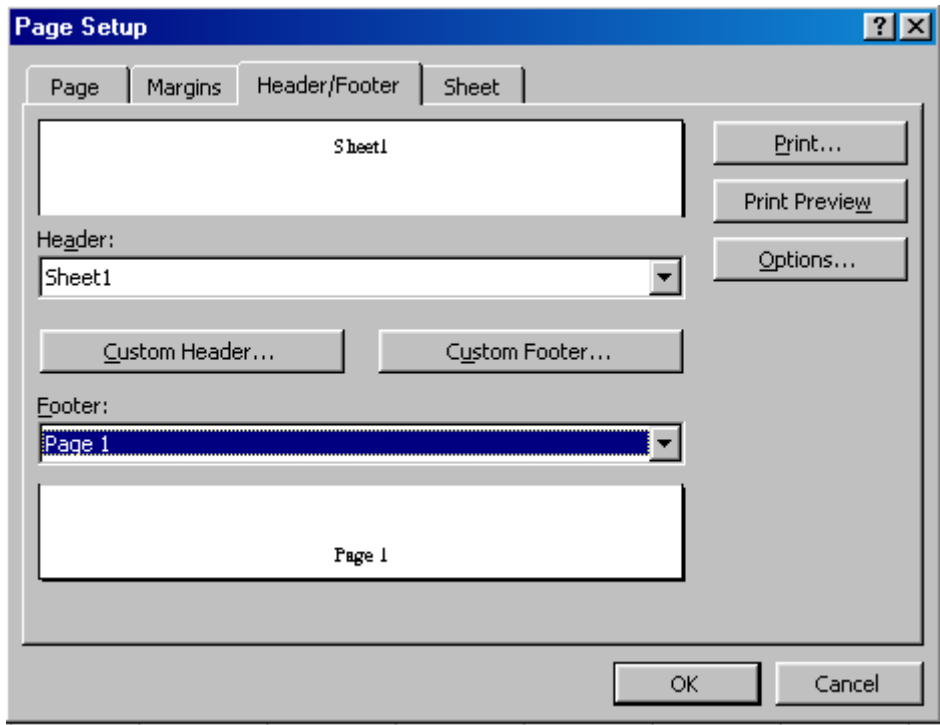 Page Setup
Page Margins Header/Footer Sheet
Sheet1
Print...
Print Preview
Header:
Sheet1
Options...
Custom Header... Custom Footer...
Footer:
Page 1
Page 1
OK Cancel